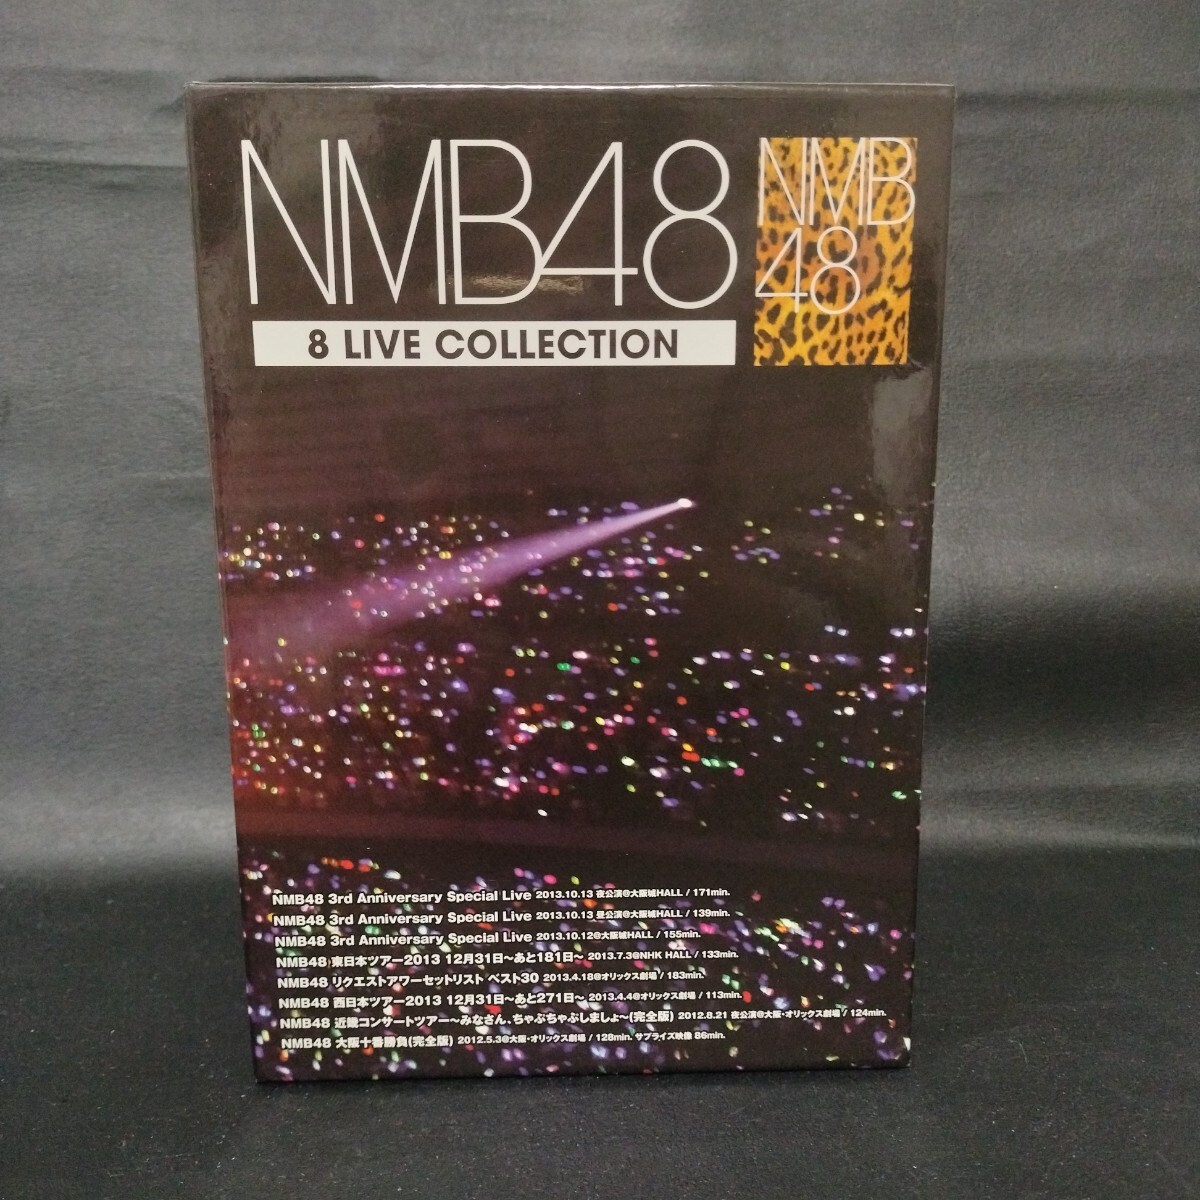 NMB48
NMB
48
8 LIVE COLLECTION
NMB48 3rd Anniversary Special Live 2013.10.13 夜公演@大阪城HALL / 171min.
NMB48 3rd Anniversary Special Live 2013.10.13 昼公演@大阪城HALL / 139min.
NMB48 3rd Anniversary Special Live 2013.10.12@大阪城HALL / 155min.
NMB48 東日本ツアー2013 12月31日〜あと181日〜 2013.7.3@NHK HALL / 133min.
NMB48 リクエストアワーセットリスト ベスト30 2013.4.18@オリックス劇場 / 183min.
NMB48 西日本ツアー2013 12月31日〜あと271日〜 2013.4.4@オリックス劇場 / 113min.
NMB48 近畿コンサートツアー〜みなさん、ちゃぷちゃぷしましょ〜(完全版) 2012.8.21 夜公演@大阪・オリックス劇場 / 124min.
NMB48 大阪十番勝負(完全版) 2012.5.3@大阪・オリックス劇場 / 128min. サプライズ映像 86min.